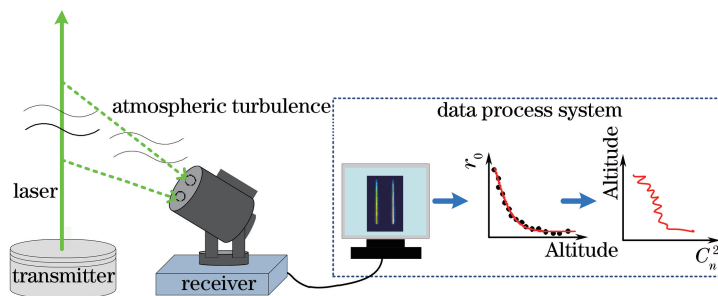 atmospheric turbulence
laser
transmitter
receiver
data process system
r₀
Altitude
Altitude
Cₙ²